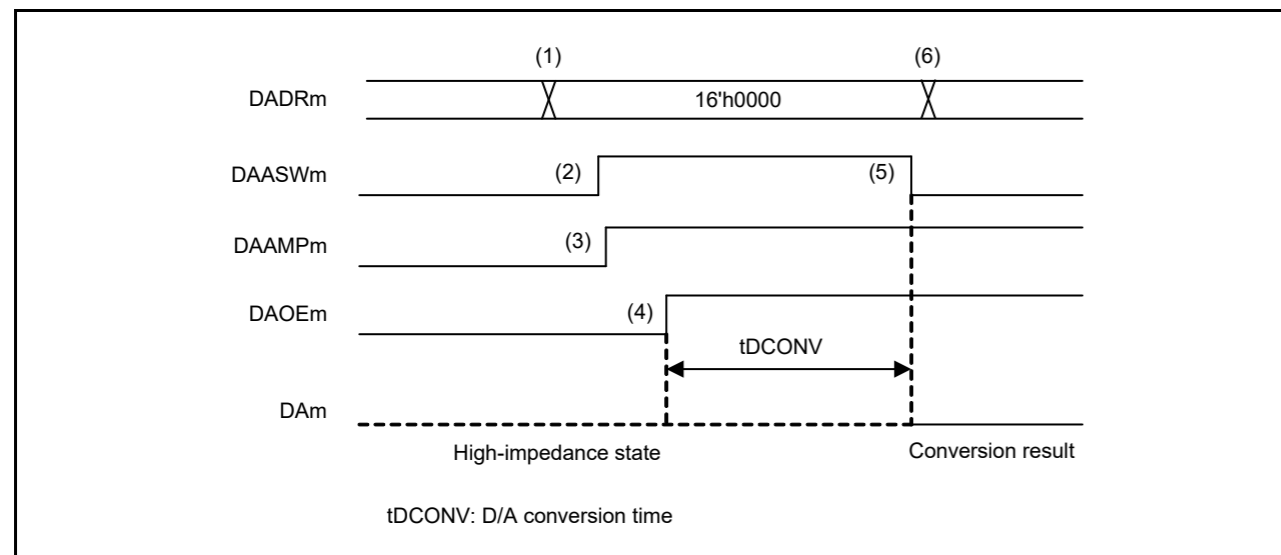 (1) (6)
DADRm 16'h0000
DAASWm (2) (5)
DAAMPm (3)
DAOEm (4)
tDCONV
DAm
High-impedance state Conversion result
tDCONV: D/A conversion time